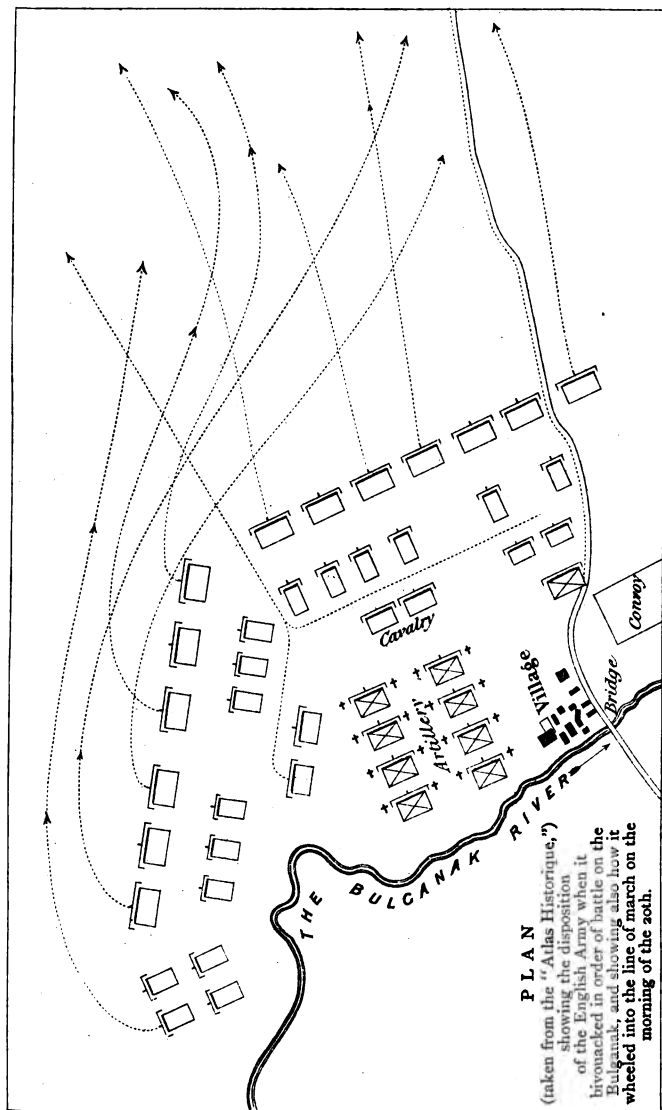 PLAN
(taken from the "Atlas Historique,")
showing the disposition
of the English Army when it
bivouacked in order of battle on the
Bulganak, and showing also how it
wheeled into the line of march on the
morning of the 20th.
THE BULGANAK RIVER
Artillery
Cavalry
Village
Bridge
Convoy